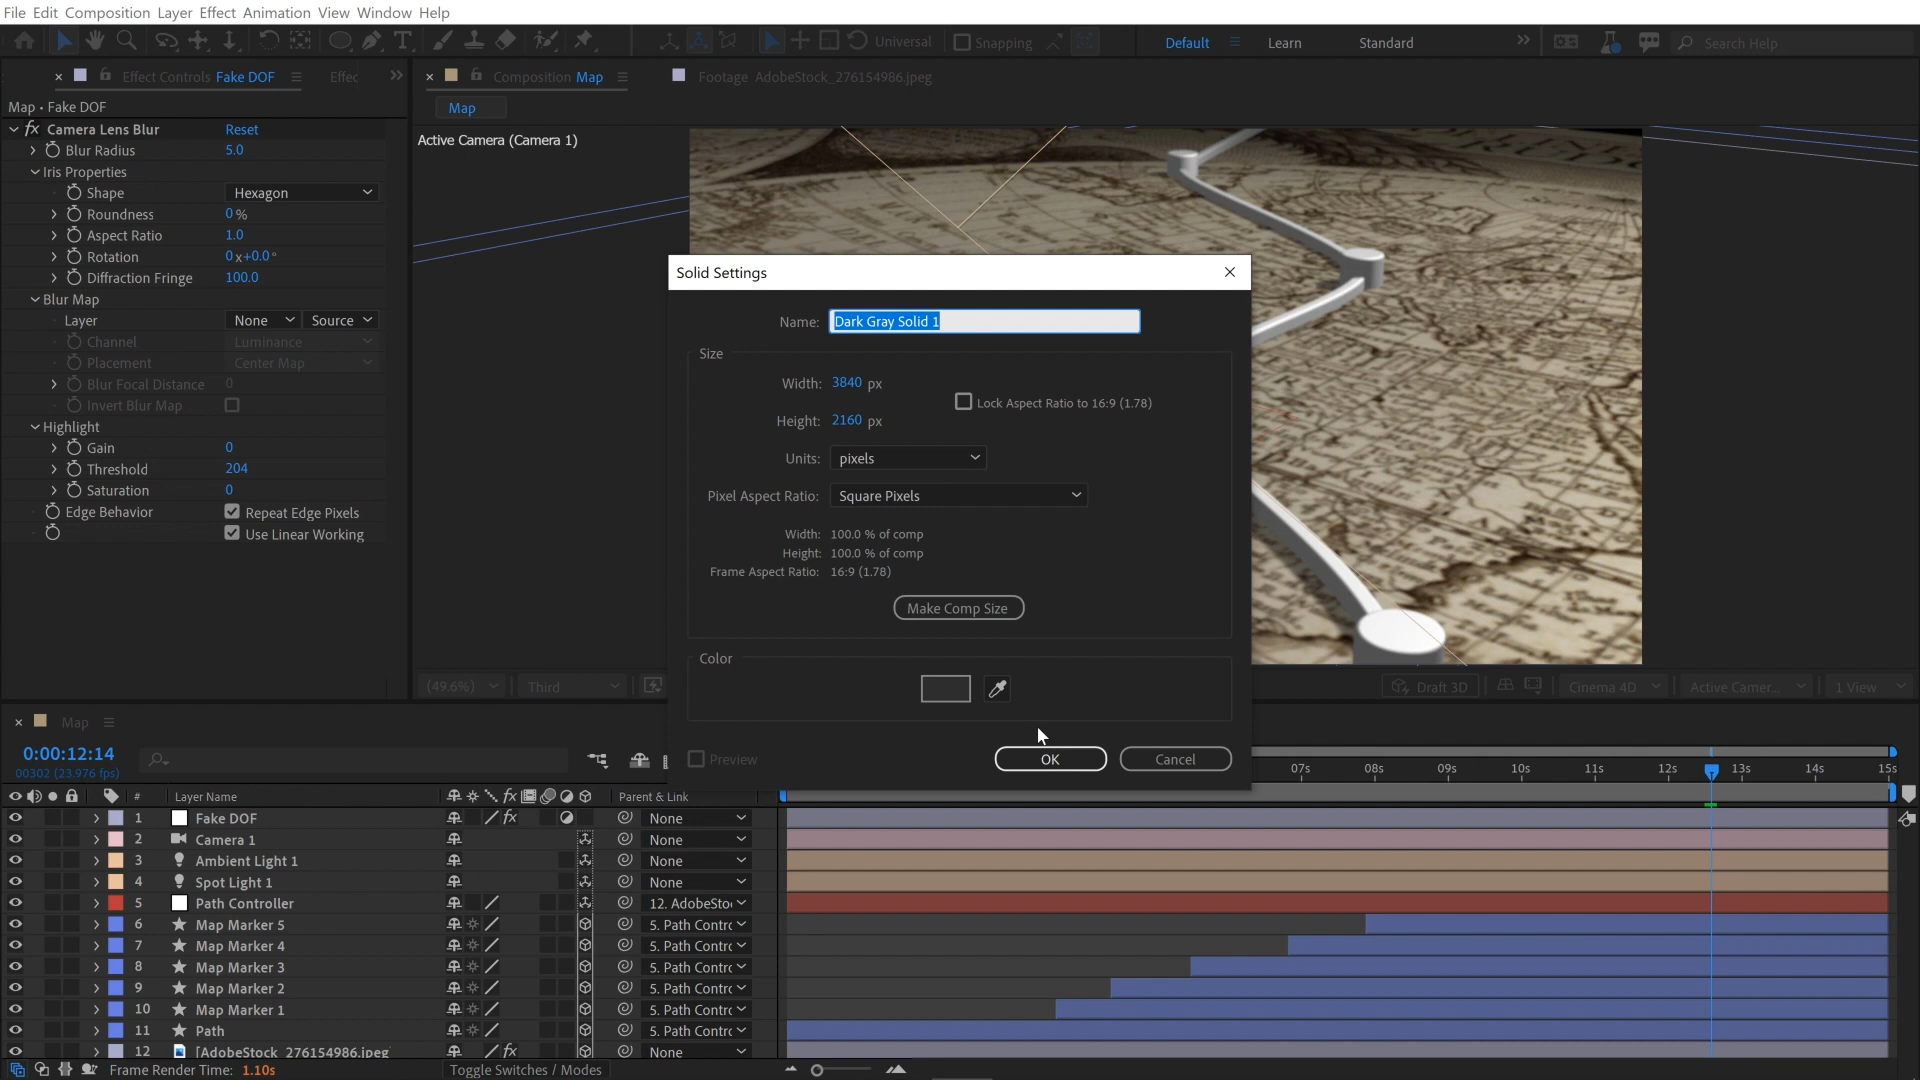 File Edit Composition Layer Effect Animation View Window Help
Universal Snapping Default Learn Standard Search Help
Effect Controls Fake DOF Effec
Composition Map
Footage AdobeStock_276154986.jpeg
Map • Fake DOF
Map
Camera Lens Blur Reset
Active Camera (Camera 1)
Blur Radius 5.0
Iris Properties
Shape Hexagon
Roundness 0 %
Aspect Ratio 1.0
Rotation 0 x+0.0 °
Diffraction Fringe 100.0
Blur Map
Layer None Source
Channel Luminance
Placement Center Map
Blur Focal Distance 0
Invert Blur Map
Highlight
Gain 0
Threshold 204
Saturation 0
Edge Behavior Repeat Edge Pixels
Use Linear Working
Solid Settings
Name: Dark Gray Solid 1
Size
Width: 3840 px
Lock Aspect Ratio to 16:9 (1.78)
Height: 2160 px
Units: pixels
Pixel Aspect Ratio: Square Pixels
Width: 100.0 % of comp
Height: 100.0 % of comp
Frame Aspect Ratio: 16:9 (1.78)
Make Comp Size
Color
Preview OK Cancel
(49.6%) Third Draft 3D Cinema 4D Active Camer... 1 View
Map
0:00:12:14
00302 (23.976 fps)
07s 08s 09s 10s 11s 12s 13s 14s 15s
# Layer Name Parent & Link
1 Fake DOF None
2 Camera 1 None
3 Ambient Light 1 None
4 Spot Light 1 None
5 Path Controller 12. AdobeSto
6 Map Marker 5 5. Path Contr
7 Map Marker 4 5. Path Contr
8 Map Marker 3 5. Path Contr
9 Map Marker 2 5. Path Contr
10 Map Marker 1 5. Path Contr
11 Path 5. Path Contr
12 [AdobeStock_276154986.jpeg] None
Frame Render Time: 1.10s Toggle Switches / Modes